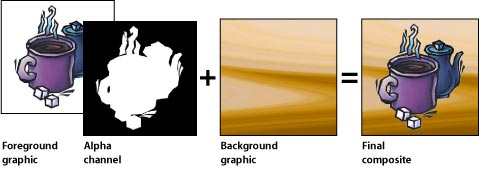 +
=
Foreground
graphic
Alpha
channel
Background
graphic
Final
composite